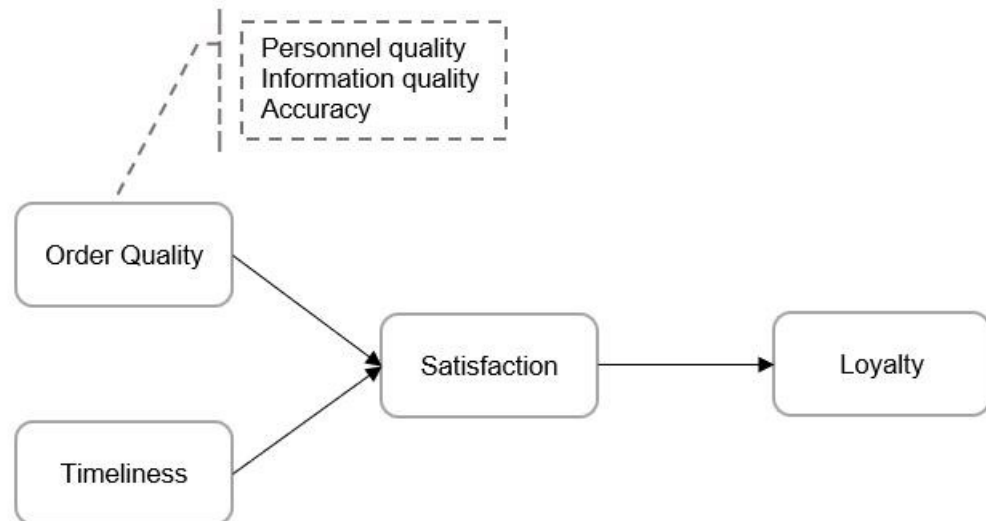 Personnel quality
Information quality
Accuracy
Order Quality
Satisfaction
Loyalty
Timeliness